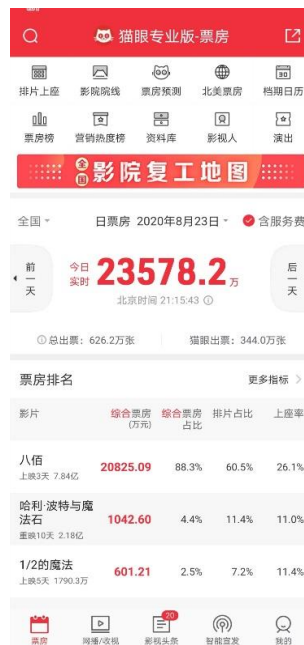 猫眼专业版-票房
排片上座 影院院线 票房预测 北美票房 档期日历
票房榜 营销热度榜 资料库 影视人 演出
全国影院复工地图
全国 日票房 2020年8月23日 含服务费
前一天 今日实时 23578.2万 后一天
北京时间 21:15:43
总出票：626.2万张 猫眼出票：344.0万张
票房排名 更多指标
影片 综合票房(万元) 综合票房占比 排片占比 上座率
八佰 20825.09 88.3% 60.5% 26.1%
上映3天 7.84亿
哈利·波特与魔法石 1042.60 4.4% 11.4% 11.0%
重映10天 2.18亿
1/2的魔法 601.21 2.5% 7.2% 11.4%
上映5天 1790.3万
20
票房 网播/收视 影视头条 智能宣发 我的